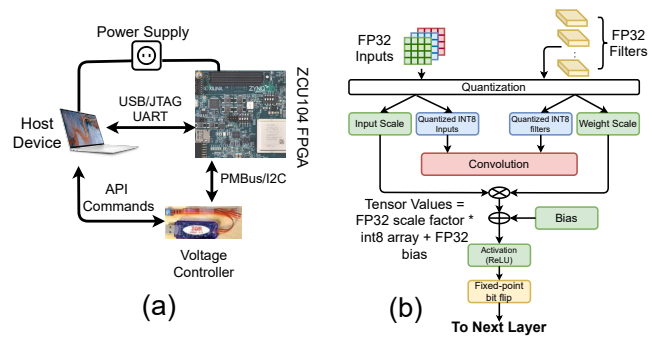 Power Supply
XILINX
ZYNQ
USB/JTAG
UART
Host
Device
ZCU104 FPGA
PMBus/I2C
API
Commands
Voltage
Controller
(a)
FP32
Inputs
FP32
Filters
Quantization
Input Scale
Quantized INT8
Inputs
Quantized INT8
filters
Weight Scale
Convolution
Tensor Values =
FP32 scale factor *
int8 array + FP32
bias
Bias
Activation
(ReLU)
Fixed-point
bit flip
To Next Layer
(b)